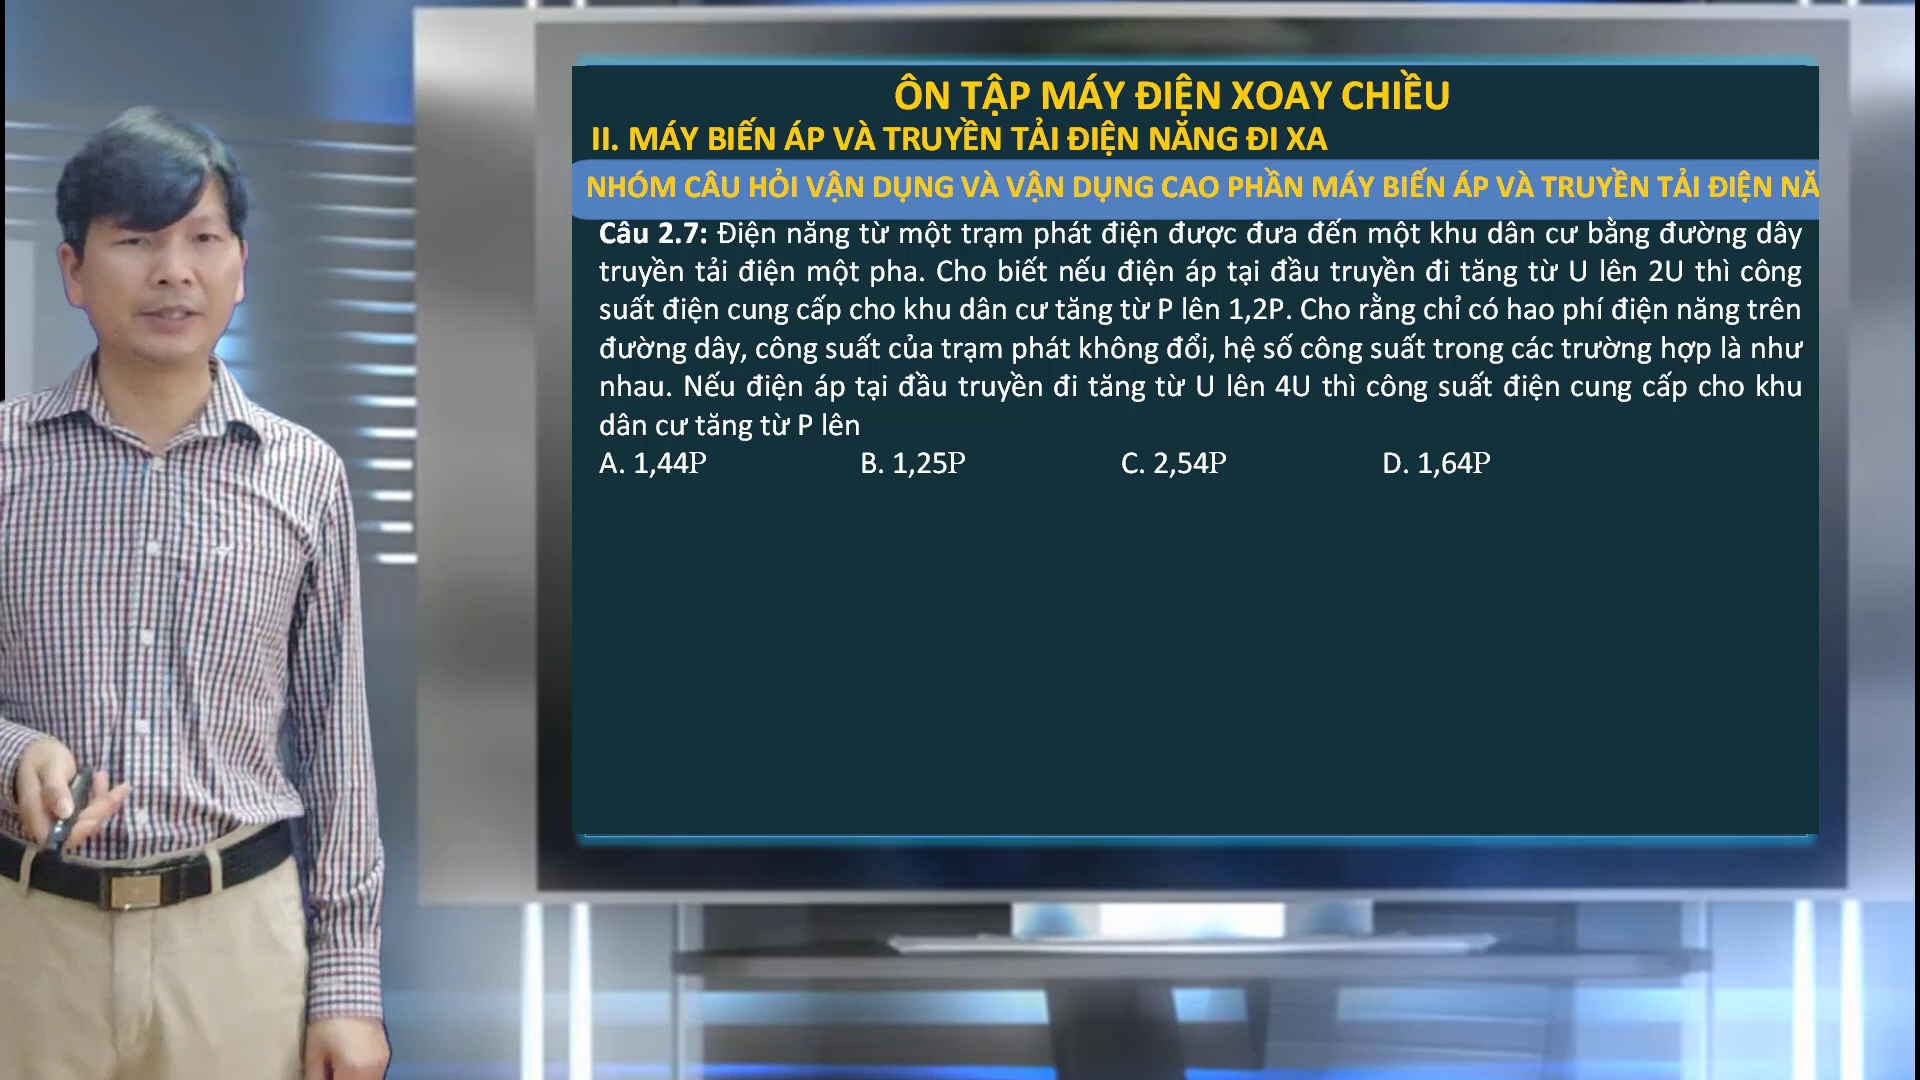 ÔN TẬP MÁY ĐIỆN XOAY CHIỀU
II. MÁY BIẾN ÁP VÀ TRUYỀN TẢI ĐIỆN NĂNG ĐI XA
NHÓM CÂU HỎI VẬN DỤNG VÀ VẬN DỤNG CAO PHẦN MÁY BIẾN ÁP VÀ TRUYỀN TẢI ĐIỆN NĂ
Câu 2.7: Điện năng từ một trạm phát điện được đưa đến một khu dân cư bằng đường dây
truyền tải điện một pha. Cho biết nếu điện áp tại đầu truyền đi tăng từ U lên 2U thì công
suất điện cung cấp cho khu dân cư tăng từ P lên 1,2P. Cho rằng chỉ có hao phí điện năng trên
đường dây, công suất của trạm phát không đổi, hệ số công suất trong các trường hợp là như
nhau. Nếu điện áp tại đầu truyền đi tăng từ U lên 4U thì công suất điện cung cấp cho khu
dân cư tăng từ P lên
A. 1,44P B. 1,25P C. 2,54P D. 1,64P